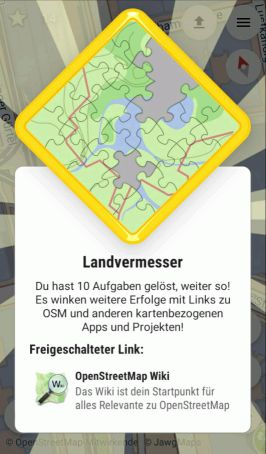 Landvermesser
Du hast 10 Aufgaben gelöst, weiter so!
Es winken weitere Erfolge mit Links zu
OSM und anderen kartenbezogenen
Apps und Projekten!
Freigeschalteter Link:
OpenStreetMap Wiki
Das Wiki ist dein Startpunkt für
alles Relevante zu OpenStreetMap
© OpenStreetMap-Mitwirkende © JawgMaps